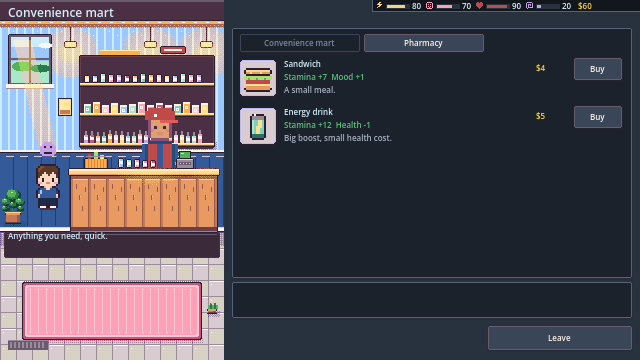 Convenience mart
80 70 90 20 $60
Convenience mart Pharmacy
Sandwich $4 Buy
Stamina +7 Mood +1
A small meal.
Energy drink $5 Buy
Stamina +12 Health -1
Big boost, small health cost.
Anything you need, quick.
Leave